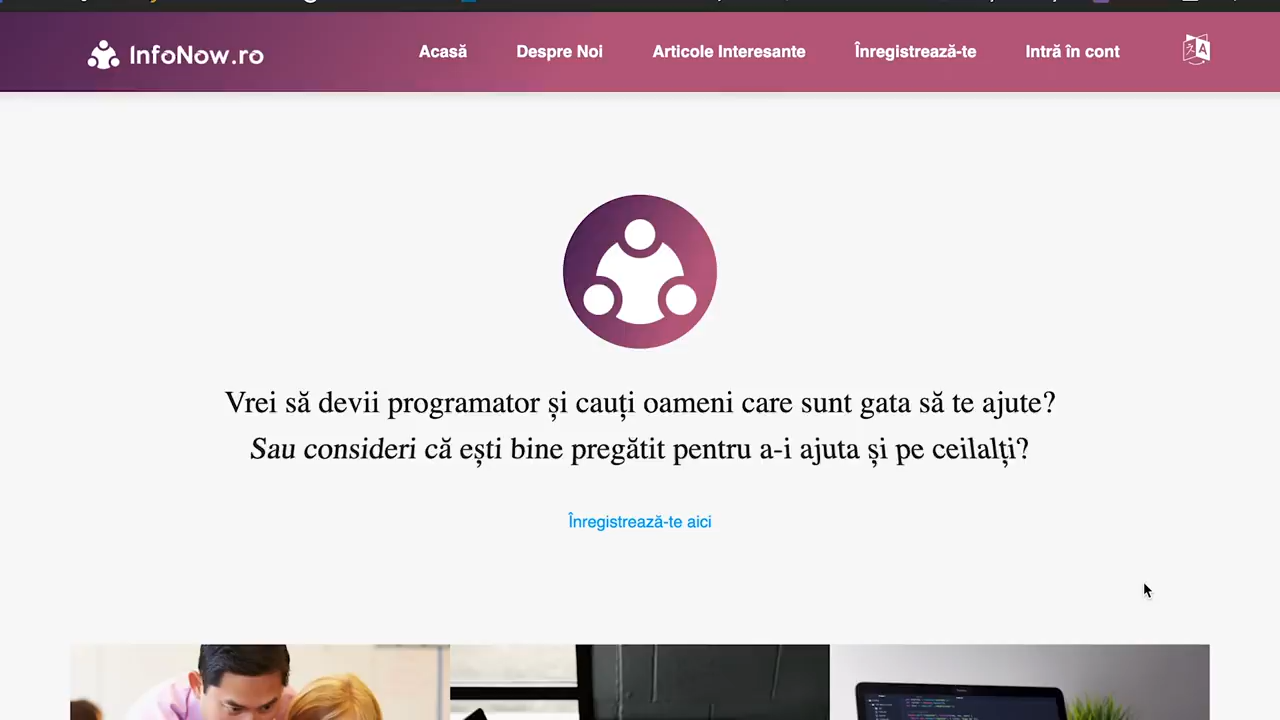 InfoNow.ro
Acasă
Despre Noi
Articole Interesante
Înregistrează-te
Intră în cont
A
Vrei să devii programator și cauți oameni care sunt gata să te ajute?
Sau consideri că ești bine pregătit pentru a-i ajuta și pe ceilalți?
Înregistrează-te aici